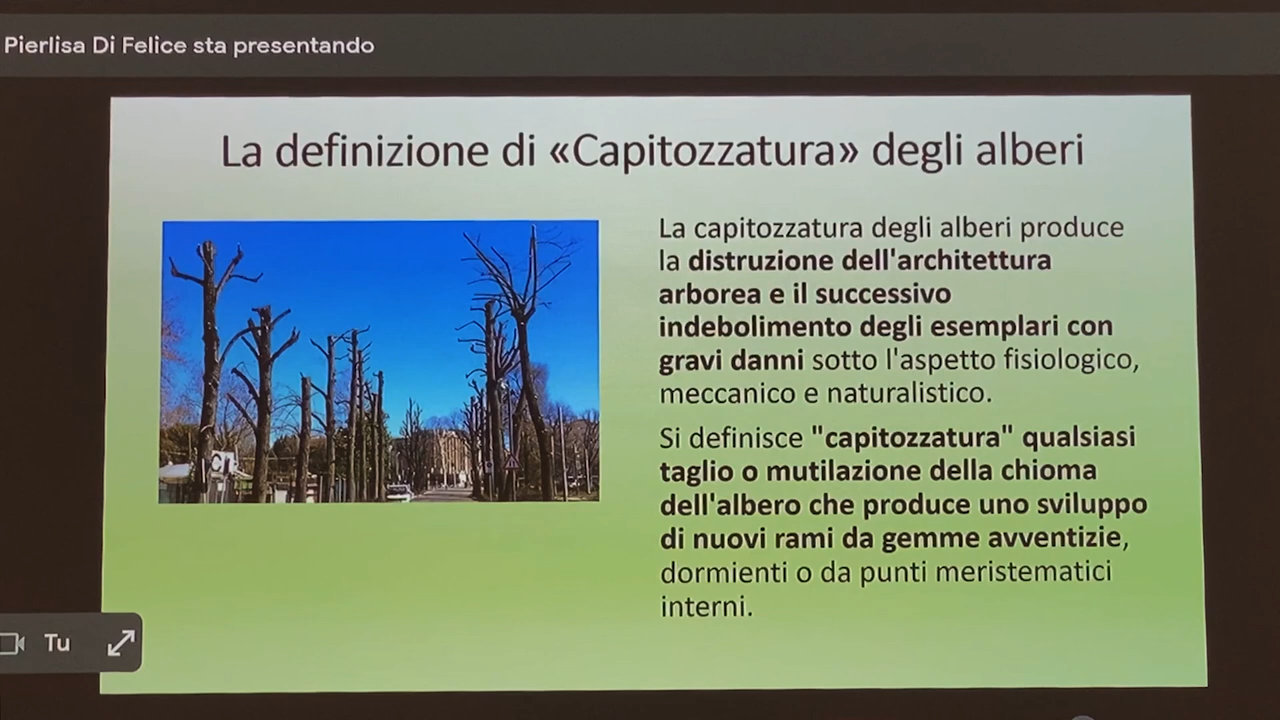 Pierlisa Di Felice sta presentando
La definizione di «Capitozzatura» degli alberi
La capitozzatura degli alberi produce
la distruzione dell'architettura
arborea e il successivo
indebolimento degli esemplari con
gravi danni sotto l'aspetto fisiologico,
meccanico e naturalistico.
Si definisce "capitozzatura" qualsiasi
taglio o mutilazione della chioma
dell'albero che produce uno sviluppo
di nuovi rami da gemme avventizie,
dormienti o da punti meristematici
interni.
Tu